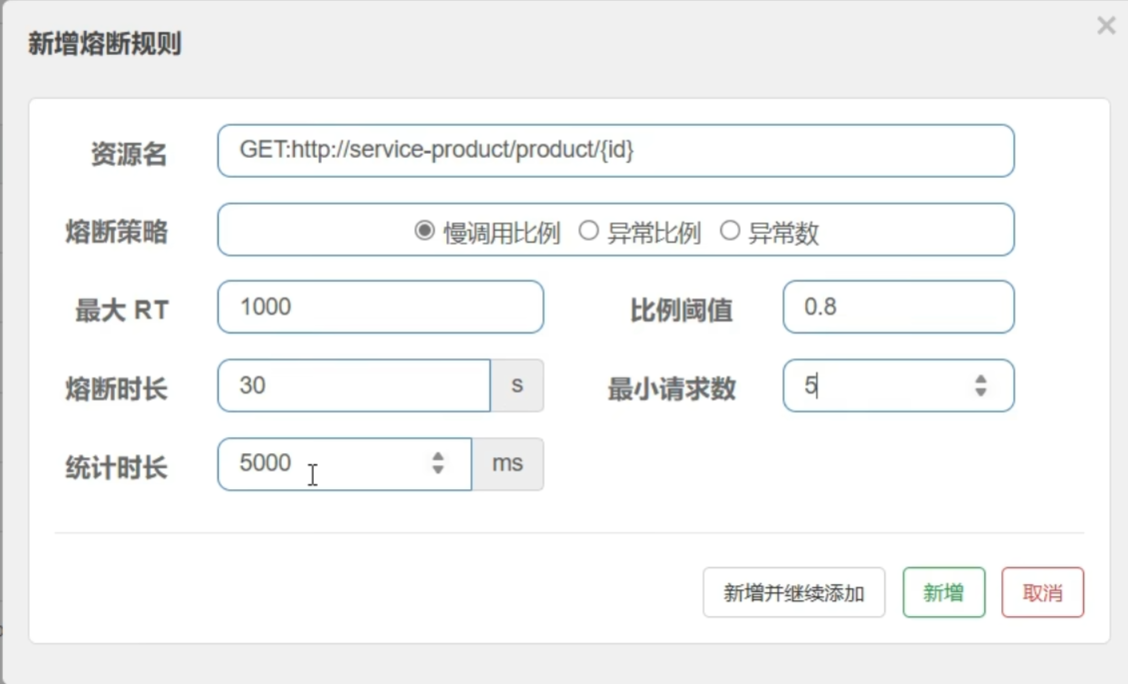 新增熔断规则
×
资源名 GET:http://service-product/product/{id}
熔断策略 慢调用比例 异常比例 异常数
最大 RT 1000 比例阈值 0.8
熔断时长 30 s 最小请求数 5
统计时长 5000 ms
新增并继续添加 新增 取消